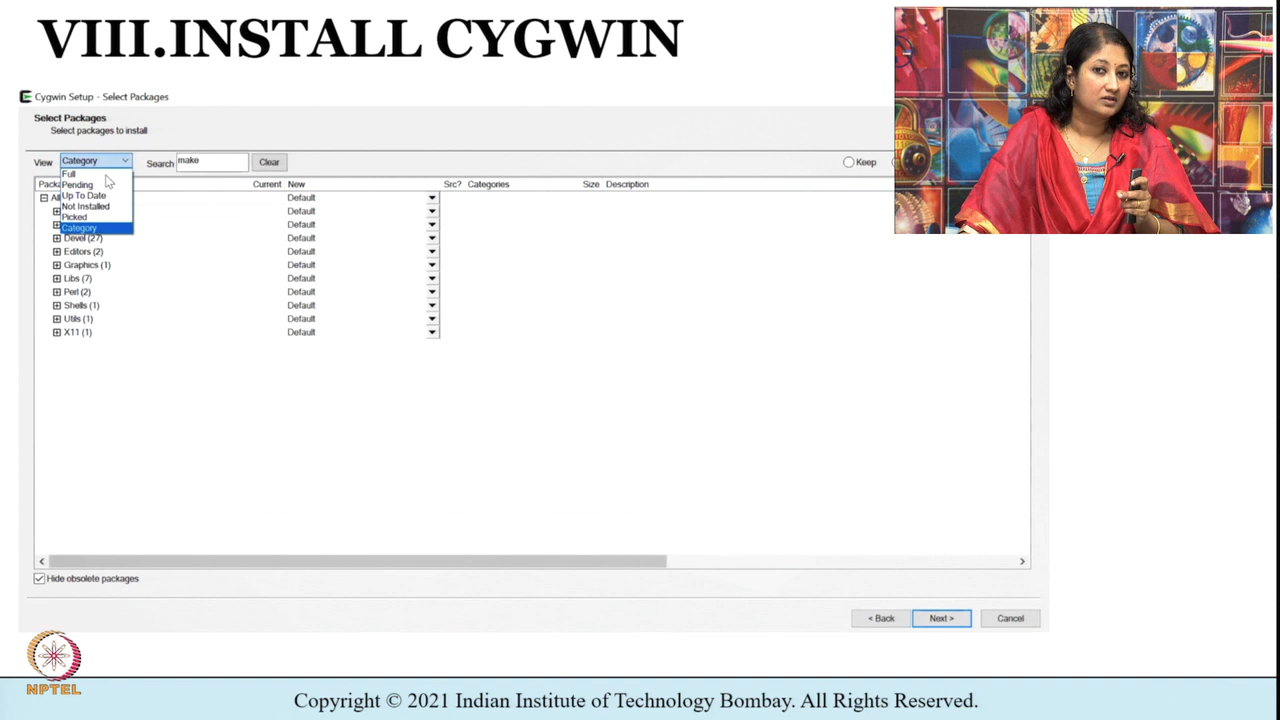 VIII.INSTALL CYGWIN
Cygwin Setup - Select Packages
Select Packages
Select packages to install
View Category Search make Clear Keep
Full
Pending
Up To Date
Not Installed
Picked
Category
Current New Src? Categories Size Description
Default
Default
Default
Devel (27) Default
Editors (2) Default
Graphics (1) Default
Libs (7) Default
Perl (2) Default
Shells (1) Default
Utils (1) Default
X11 (1) Default
Hide obsolete packages
< Back Next > Cancel
NPTEL
Copyright © 2021 Indian Institute of Technology Bombay. All Rights Reserved.